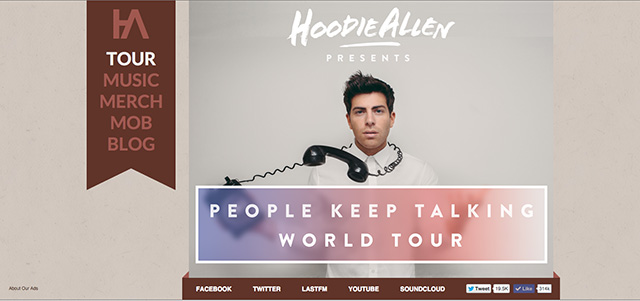 HA
TOUR
MUSIC
MERCH
MOB
BLOG
HOODIE ALLEN
PRESENTS
PEOPLE KEEP TALKING
WORLD TOUR
About Our Ads
FACEBOOK TWITTER LASTFM YOUTUBE SOUNDCLOUD Tweet 19.5K Like 314k